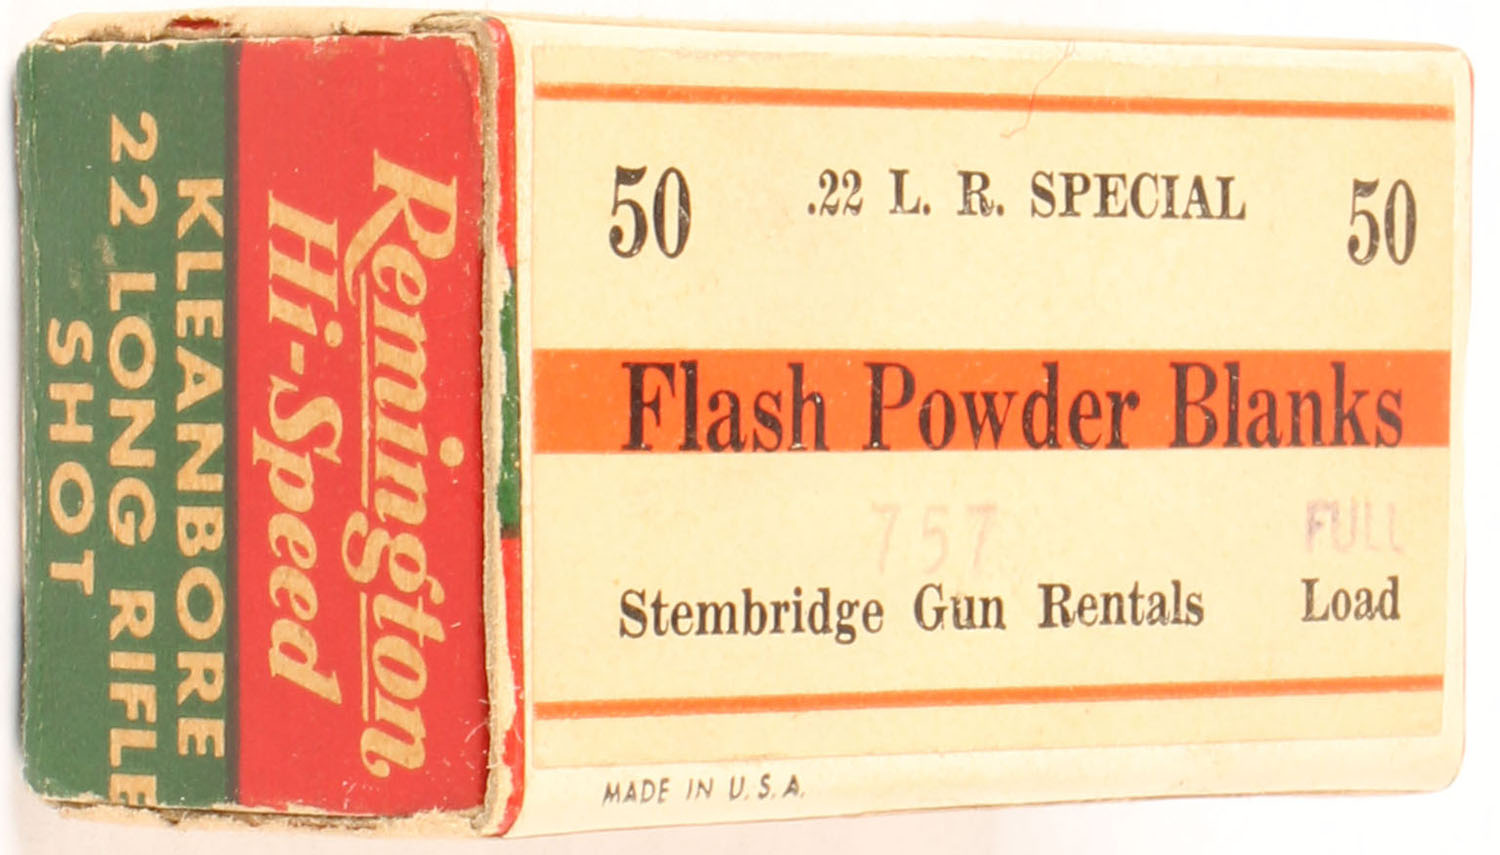 Remington
Hi-Speed
KLEANBORE
22 LONG RIFLE
SHOT
50 .22 L. R. SPECIAL 50
Flash Powder Blanks
757 FULL
Stembridge Gun Rentals Load
MADE IN U.S.A.